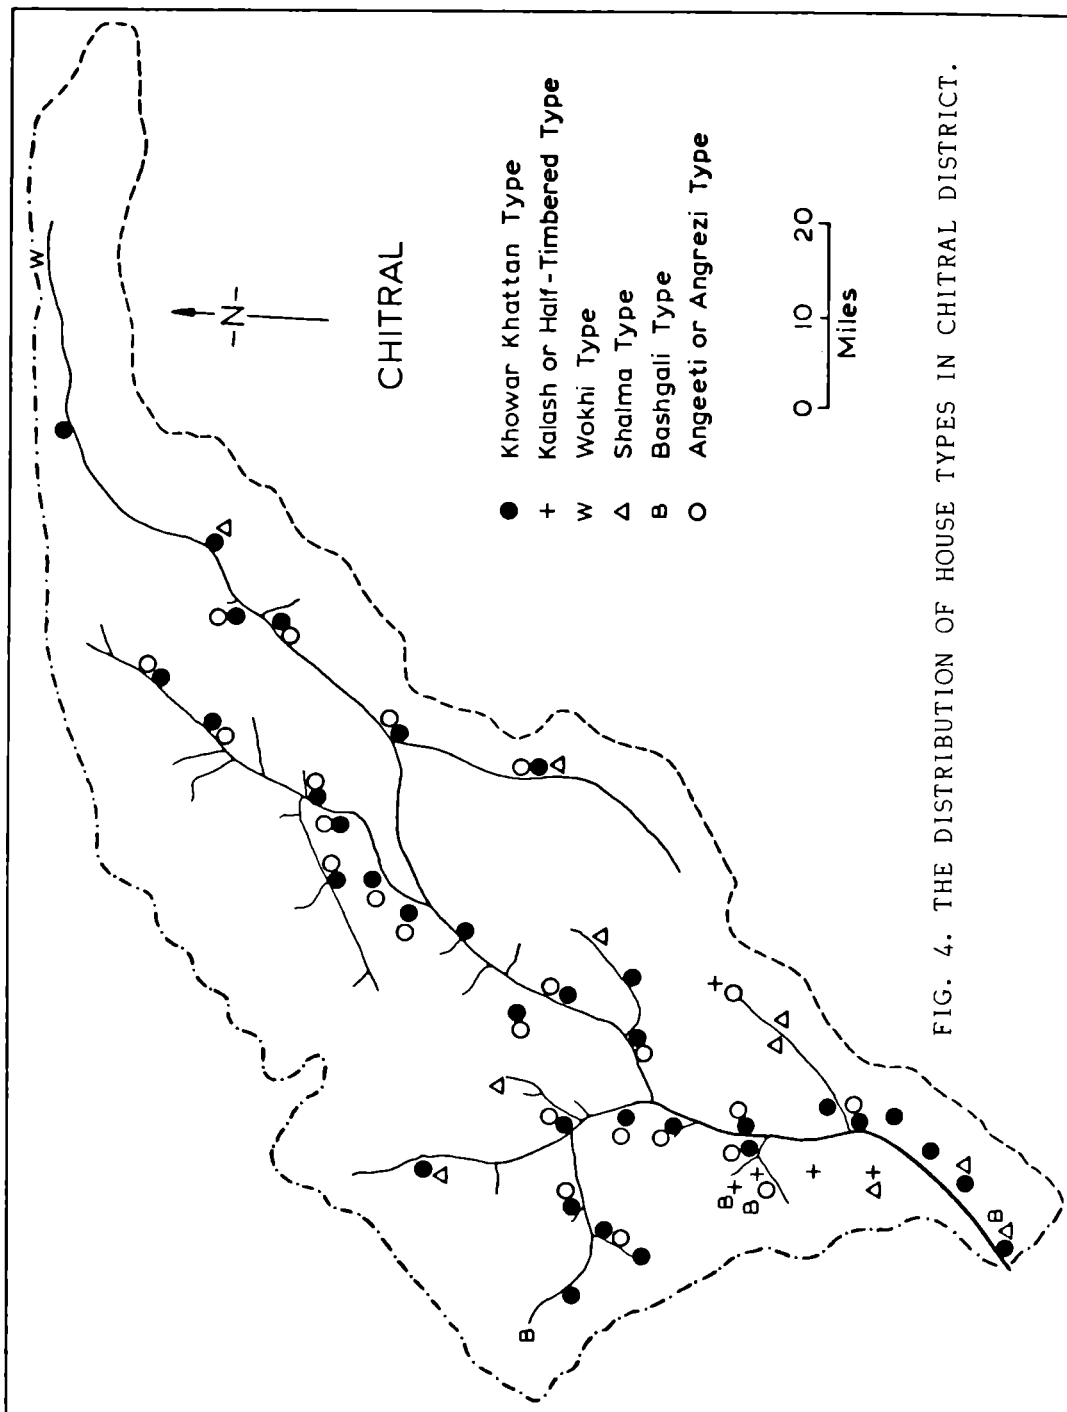 W
-N-
CHITRAL
● Khowar Khattan Type
+ Kalash or Half-Timbered Type
W Wokhi Type
△ Shalma Type
B Bashgali Type
○ Angeeti or Angrezi Type
0 10 20
Miles
B
B
B
B
FIG. 4. THE DISTRIBUTION OF HOUSE TYPES IN CHITRAL DISTRICT.